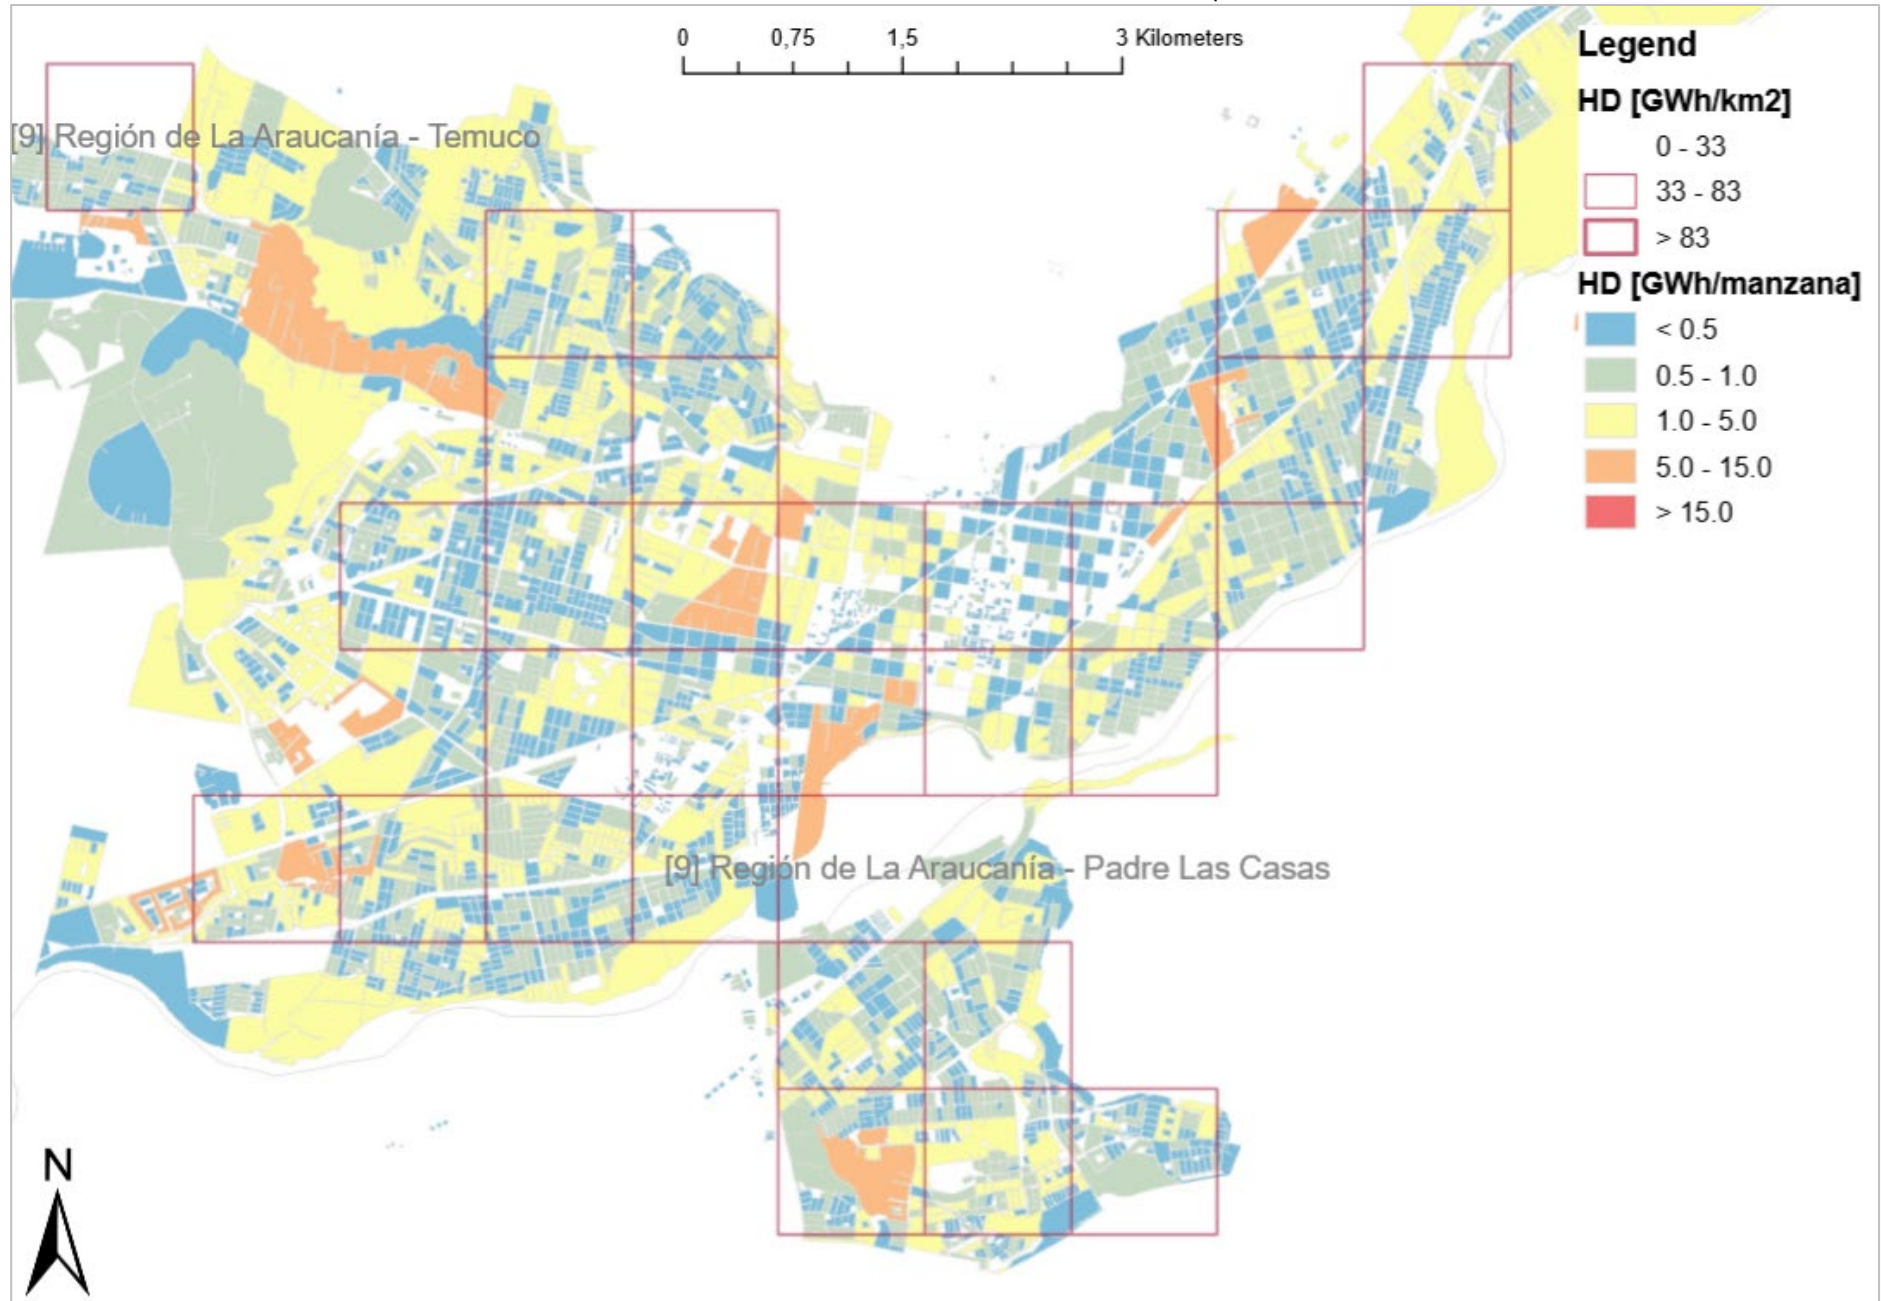 0 0,75 1,5 3 Kilometers
[9] Región de La Araucanía - Temuco
Legend
HD [GWh/km2]
0 - 33
33 - 83
> 83
HD [GWh/manzana]
< 0.5
0.5 - 1.0
1.0 - 5.0
5.0 - 15.0
> 15.0
[9] Región de La Araucanía - Padre Las Casas
N